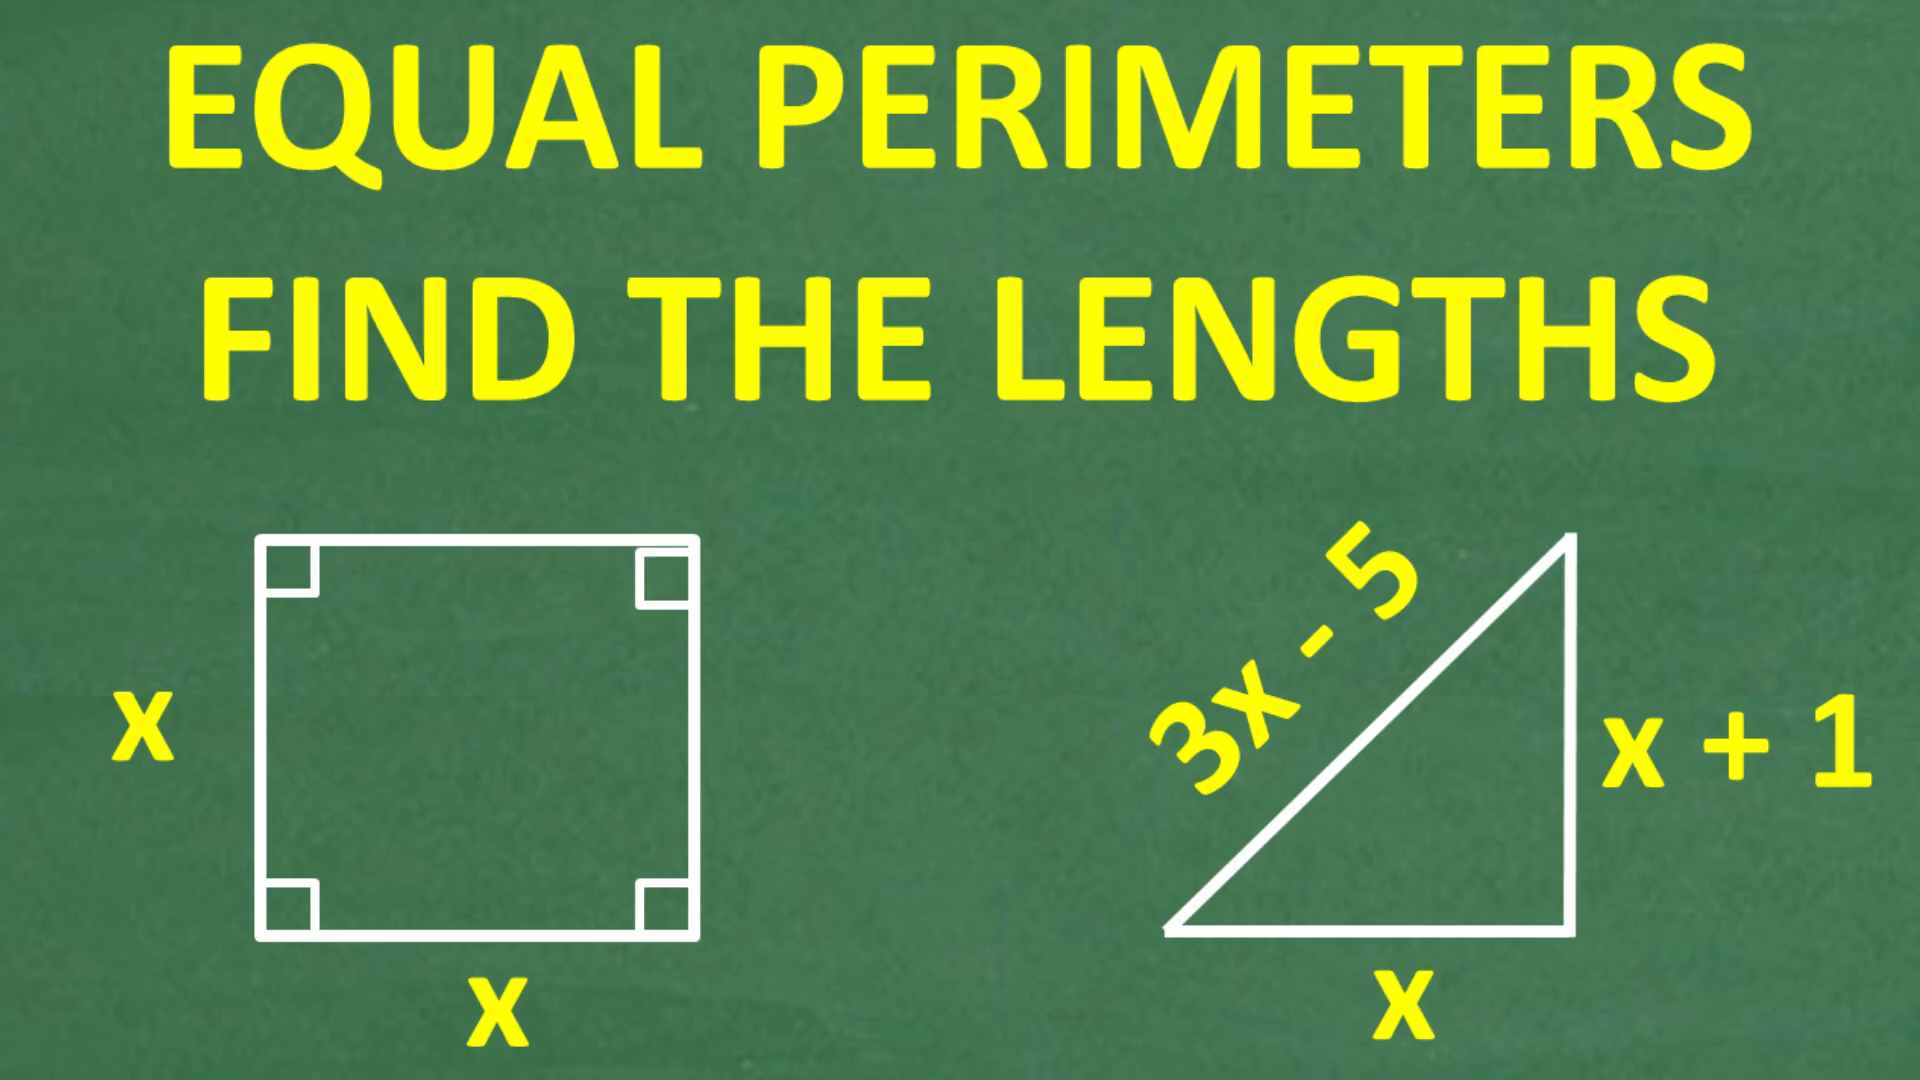 EQUAL PERIMETERS
FIND THE LENGTHS
x
x
3x - 5
x + 1
x